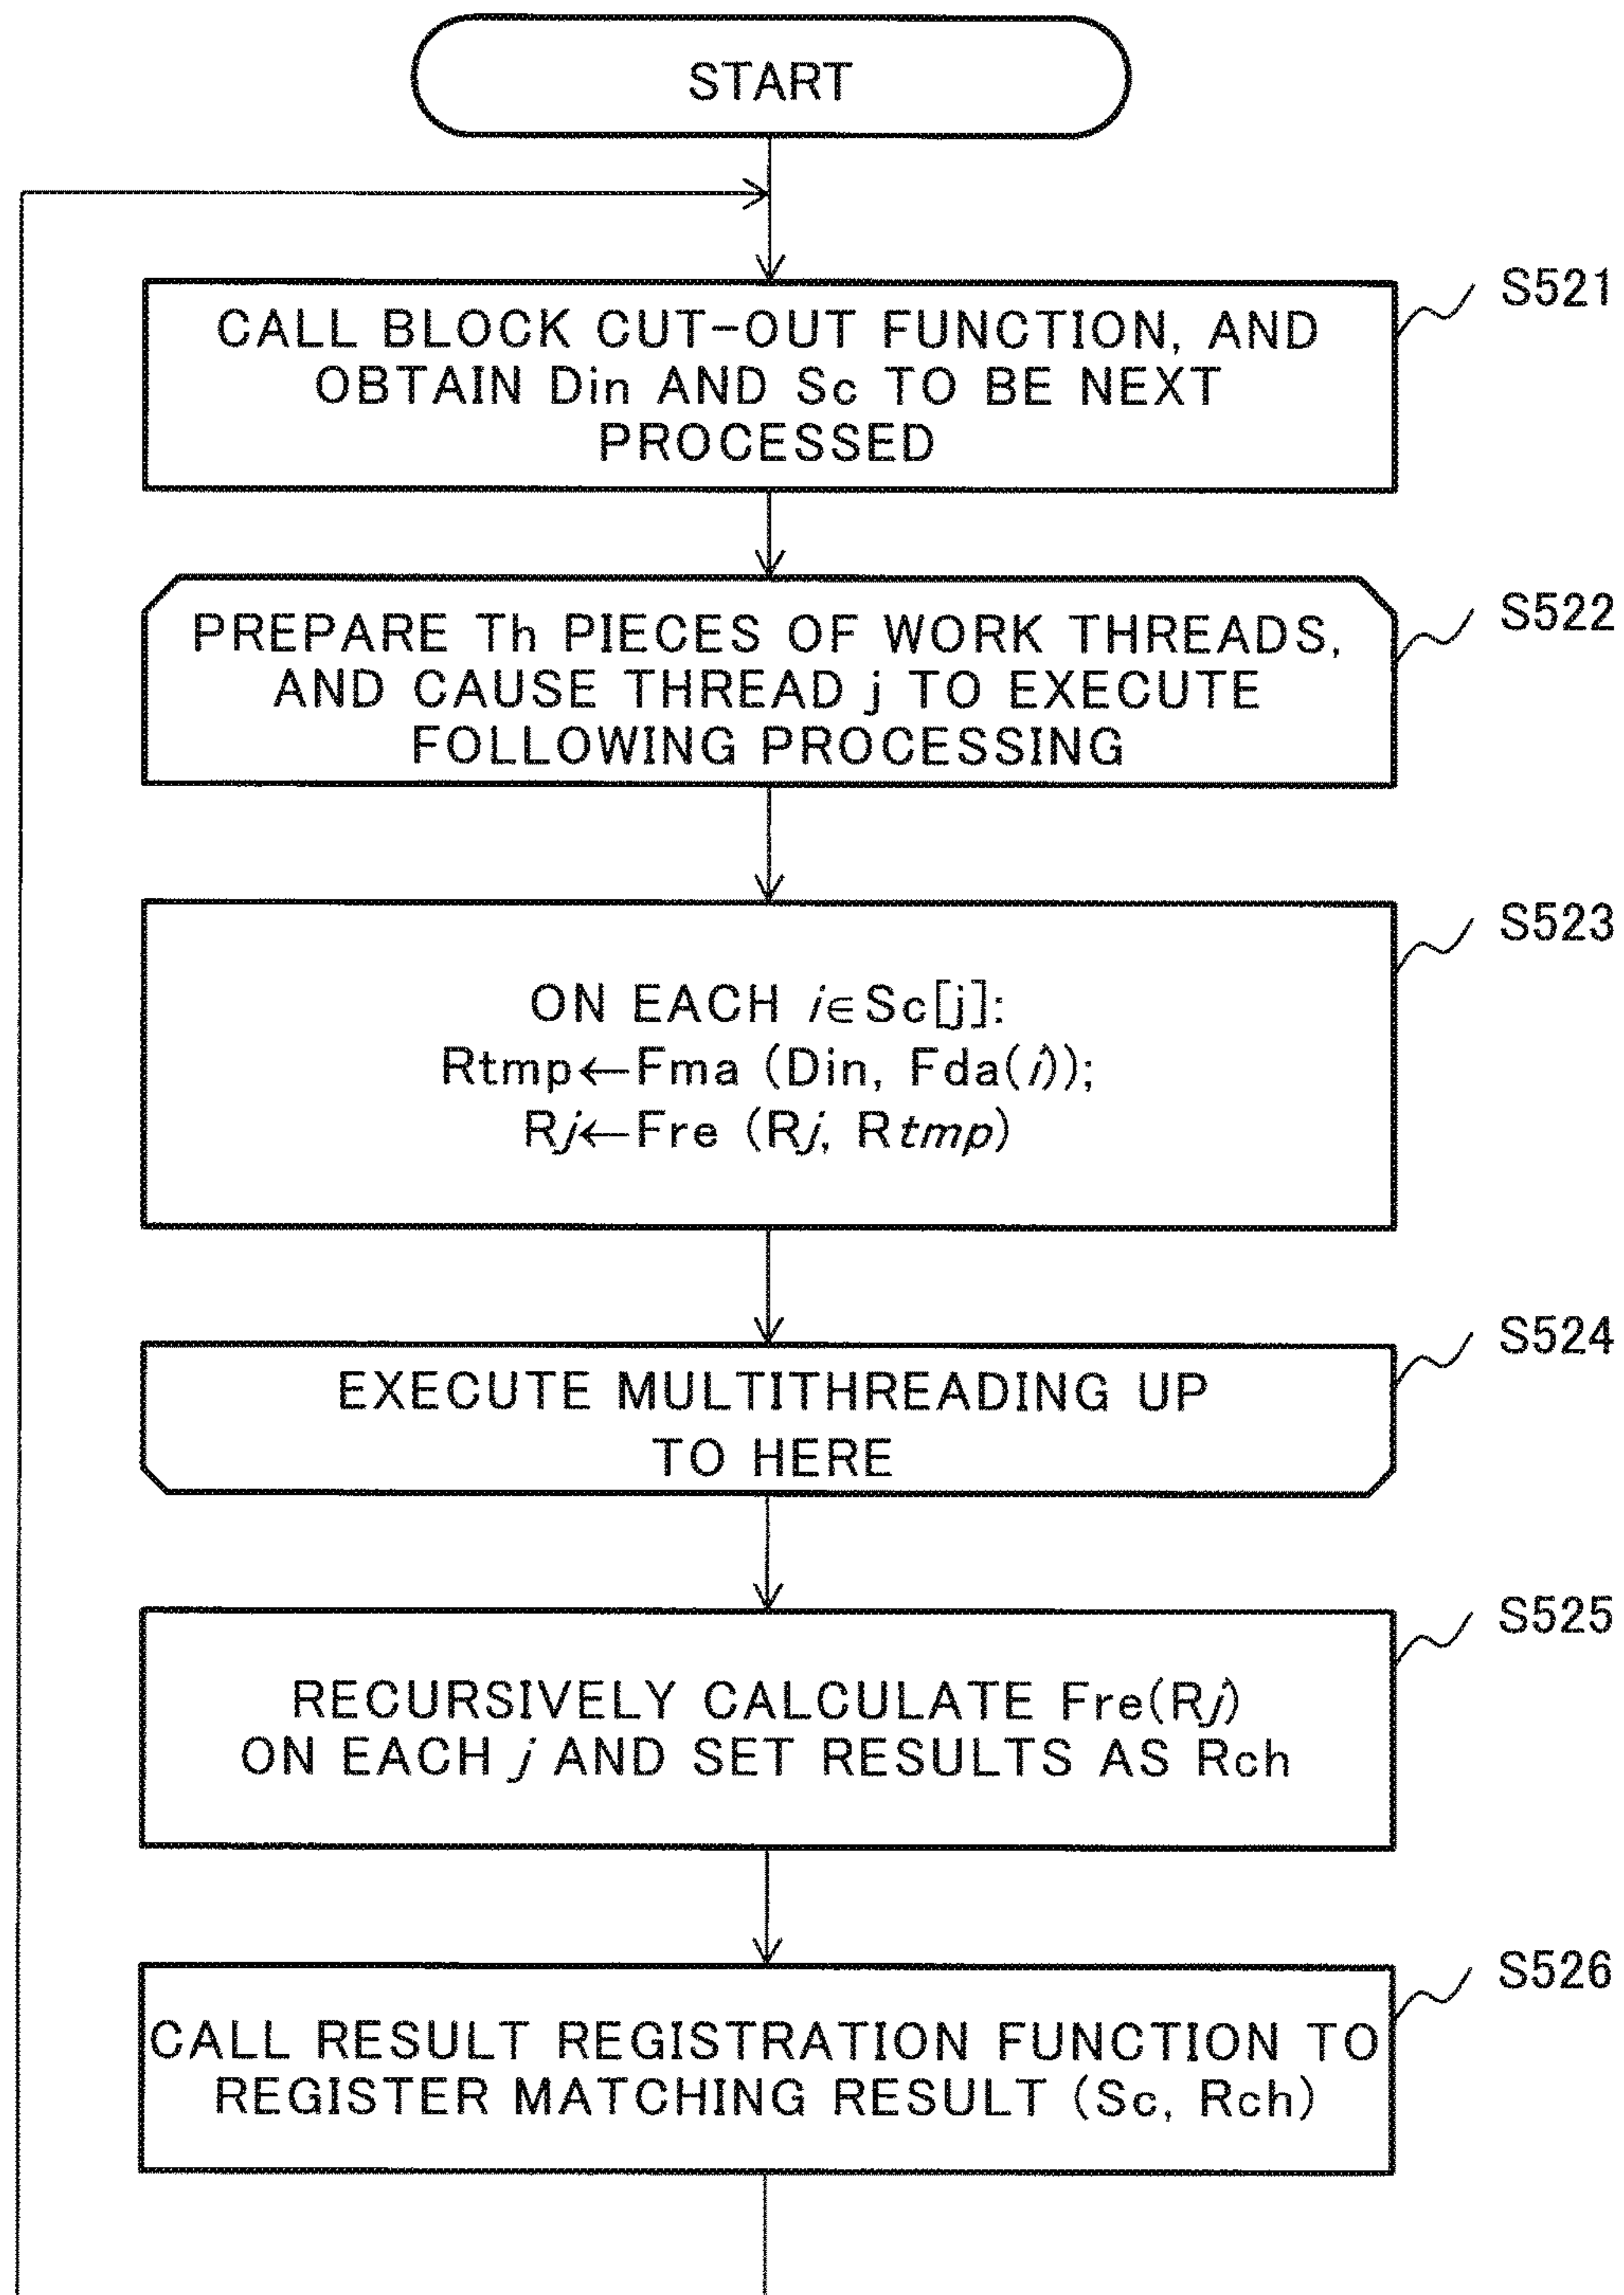 START
S521
CALL BLOCK CUT-OUT FUNCTION, AND
OBTAIN Din AND Sc TO BE NEXT
PROCESSED
S522
PREPARE Th PIECES OF WORK THREADS,
AND CAUSE THREAD j TO EXECUTE
FOLLOWING PROCESSING
S523
ON EACH i∈Sc[j]:
Rtmp←Fma (Din, Fda(i));
Rj←Fre (Rj, Rtmp)
S524
EXECUTE MULTITHREADING UP
TO HERE
S525
RECURSIVELY CALCULATE Fre(Rj)
ON EACH j AND SET RESULTS AS Rch
S526
CALL RESULT REGISTRATION FUNCTION TO
REGISTER MATCHING RESULT (Sc, Rch)